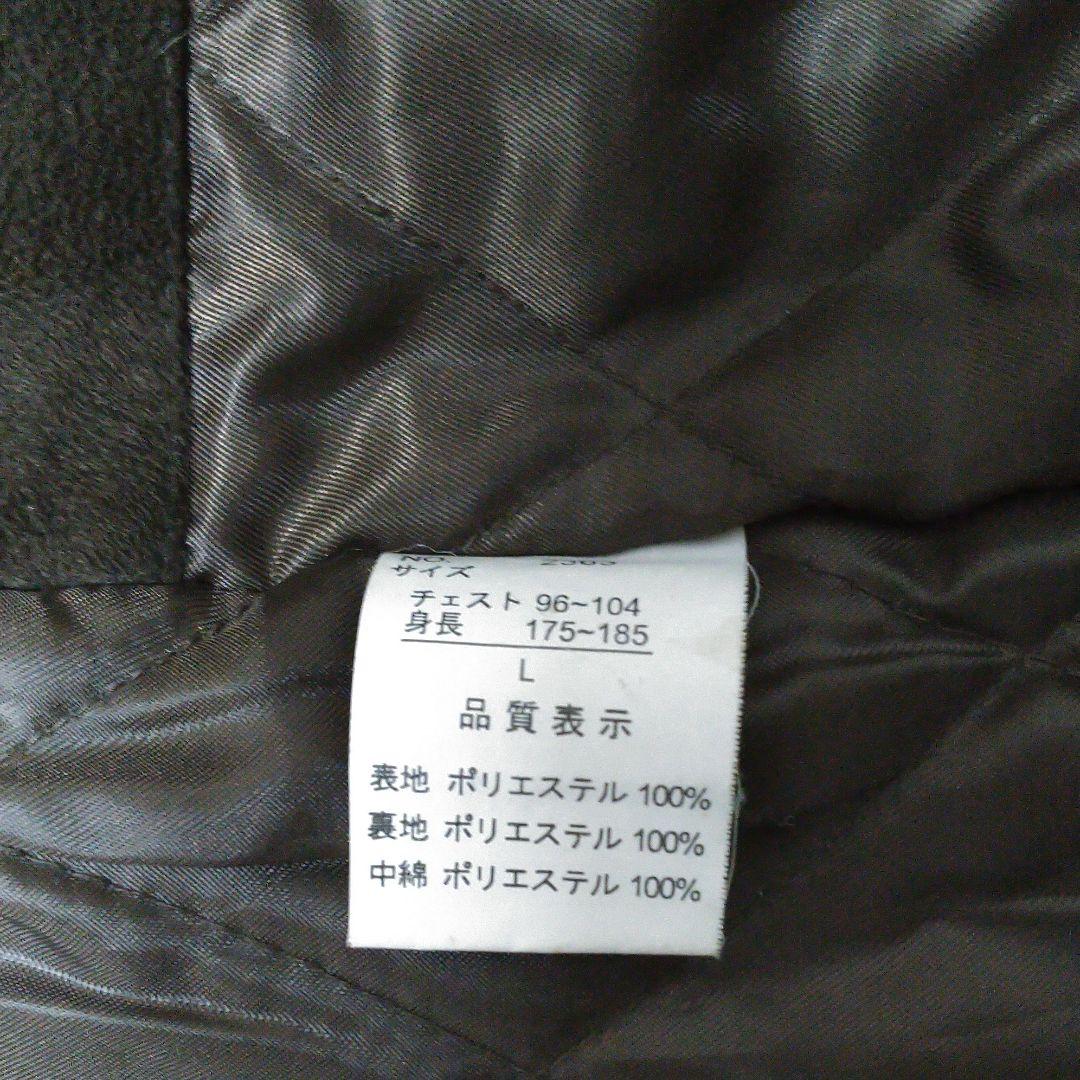 サイズ
チェスト 96~104
身長 175~185
L
品質表示
表地 ポリエステル 100%
裏地 ポリエステル 100%
中綿 ポリエステル 100%